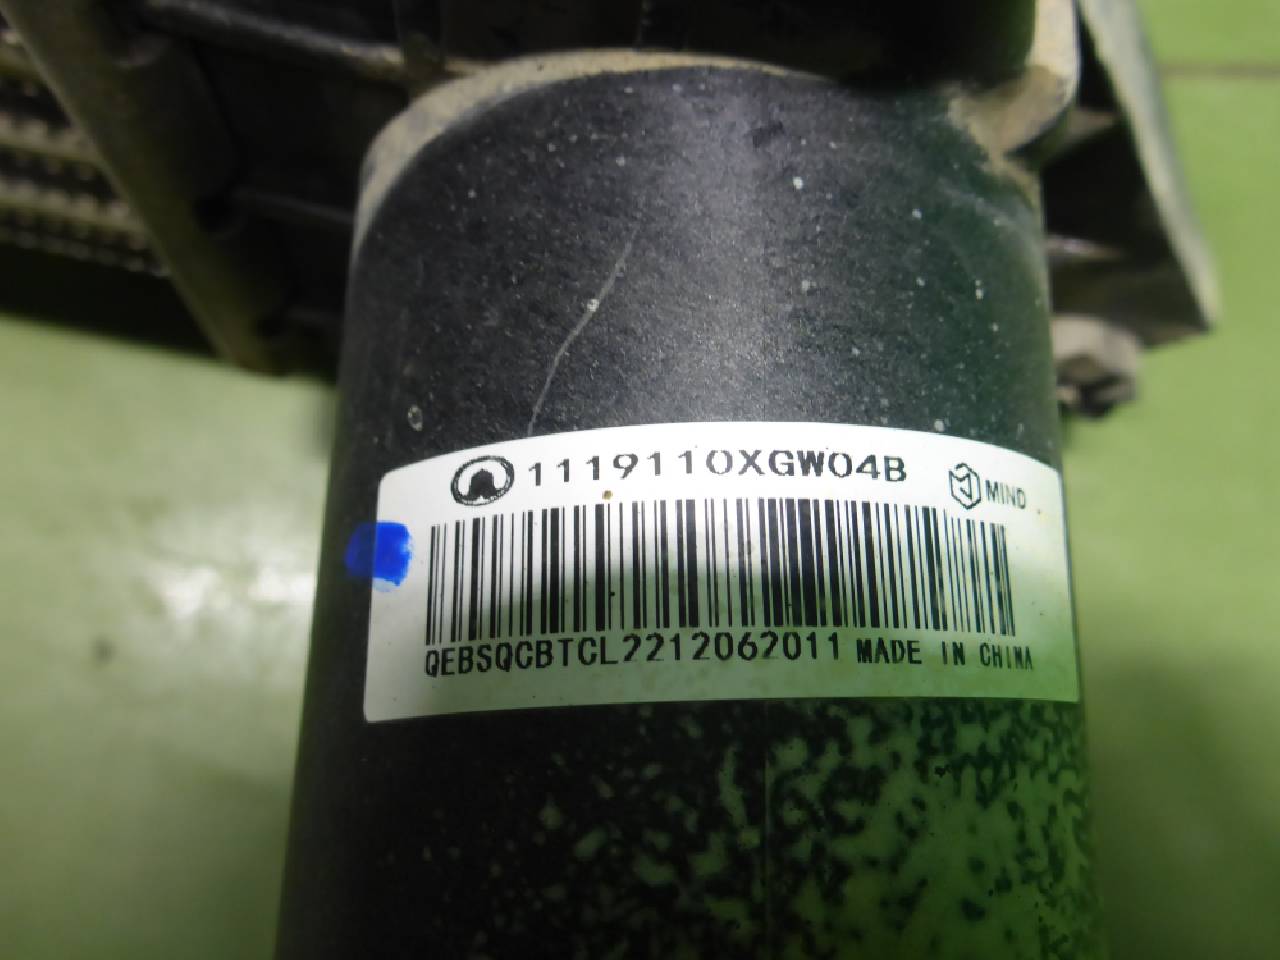 1119110XGW04B MIND
QEBSQCBTCL2212062011 MADE IN CHINA